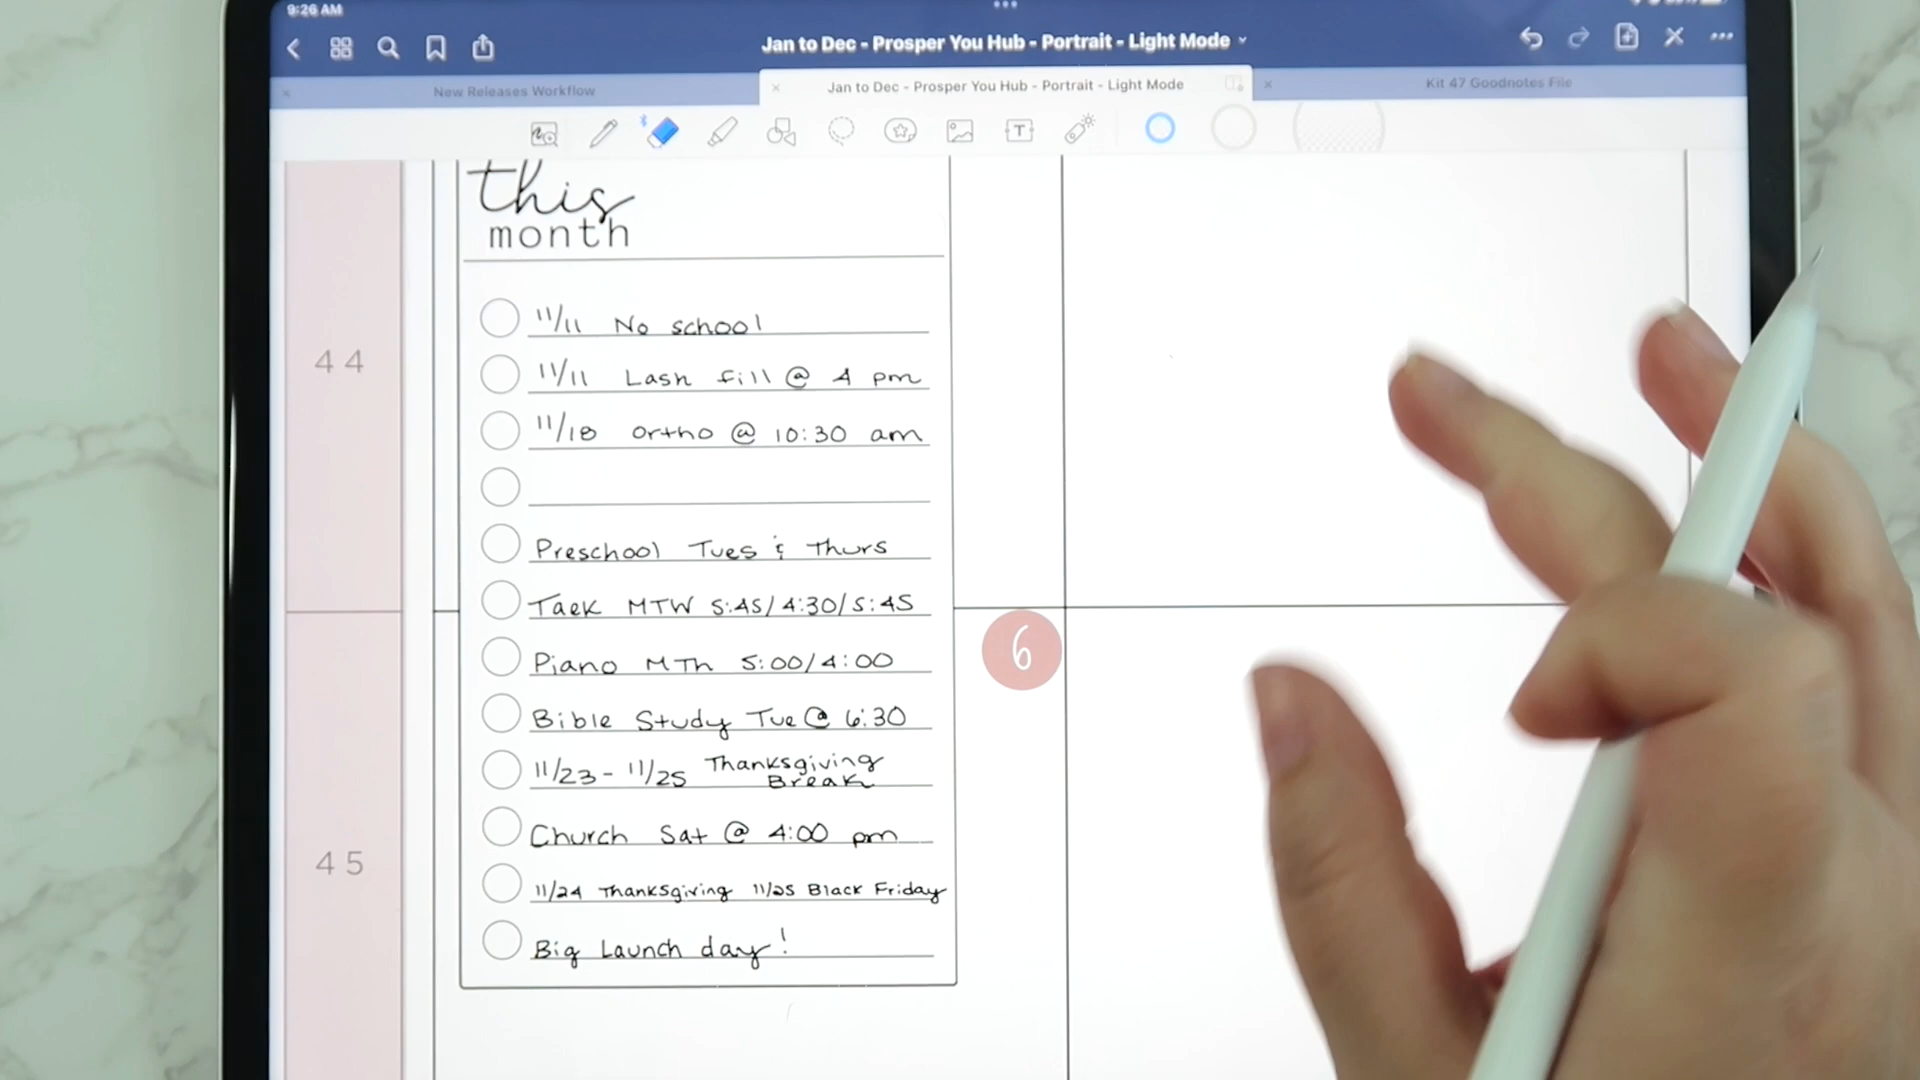 9:26 AM
Jan to Dec - Prosper You Hub - Portrait - Light Mode
New Releases Workflow
Jan to Dec - Prosper You Hub - Portrait - Light Mode
Kit 47 Goodnotes File
this
month
44
11/11 No school
11/11 Lash fill @ 4 pm
11/18 ortho @ 10:30 am
Preschool Tues & Thurs
Taek MTW 5:45/4:30/5:45
6
Piano MTh 5:00/4:00
Bible Study Tue @ 6:30
11/23 - 11/25 Thanksgiving
Break
Church Sat @ 4:00 pm
45
11/24 Thanksgiving 11/25 Black Friday
Big Launch day!